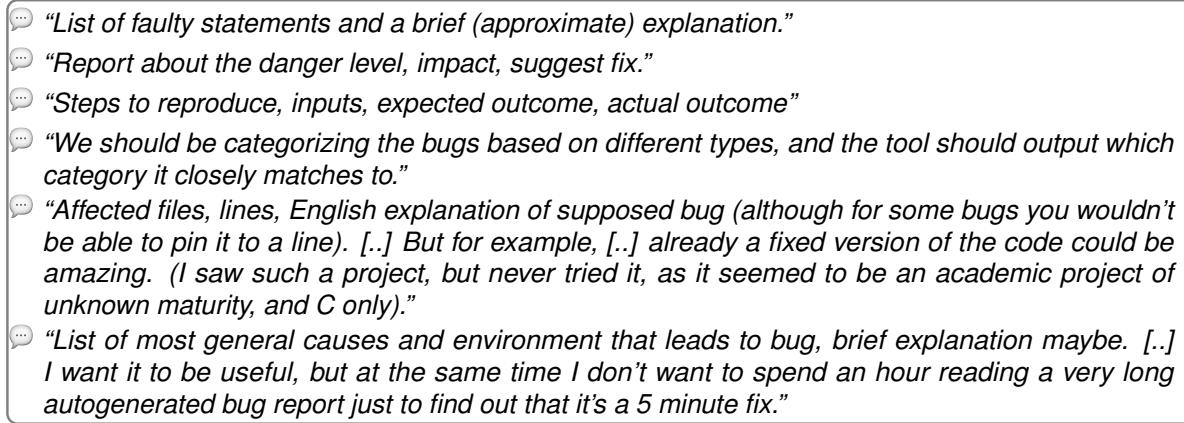 “List of faulty statements and a brief (approximate) explanation.”
“Report about the danger level, impact, suggest fix.”
“Steps to reproduce, inputs, expected outcome, actual outcome”
“We should be categorizing the bugs based on different types, and the tool should output which
category it closely matches to.”
“Affected files, lines, English explanation of supposed bug (although for some bugs you wouldn’t
be able to pin it to a line). [..] But for example, [..] already a fixed version of the code could be
amazing. (I saw such a project, but never tried it, as it seemed to be an academic project of
unknown maturity, and C only).”
“List of most general causes and environment that leads to bug, brief explanation maybe. [..]
I want it to be useful, but at the same time I don’t want to spend an hour reading a very long
autogenerated bug report just to find out that it’s a 5 minute fix.”